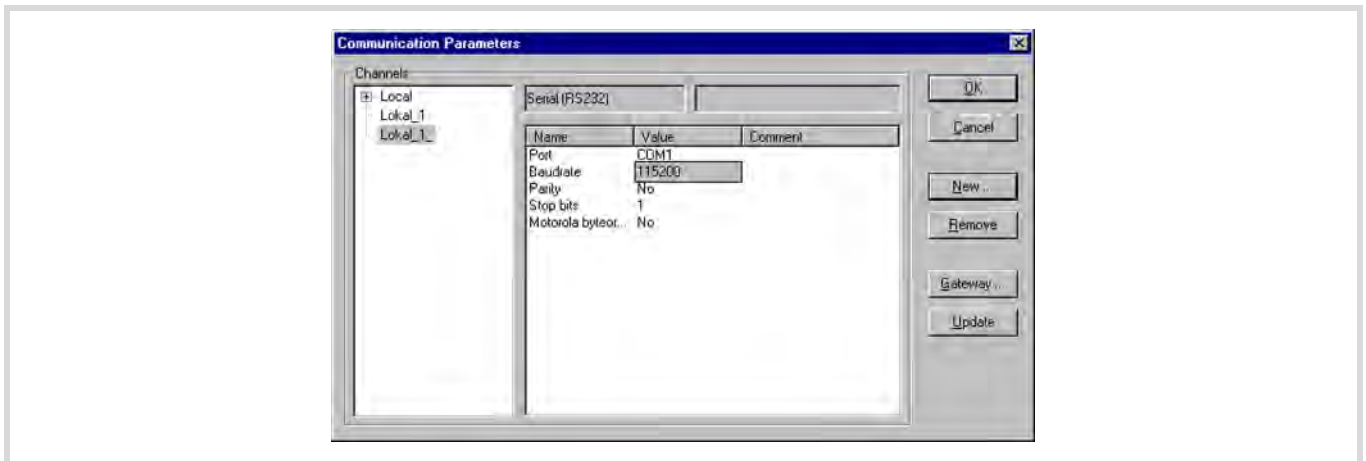 Communication Parameters
Channels
Local
Lokal_1
Lokal_1_
Serial (RS232)
Name Value Comment
Port COM1
Baudrate 115200
Parity No
Stop bits 1
Motorola byteor... No
OK
Cancel
New ...
Remove
Gateway ...
Update